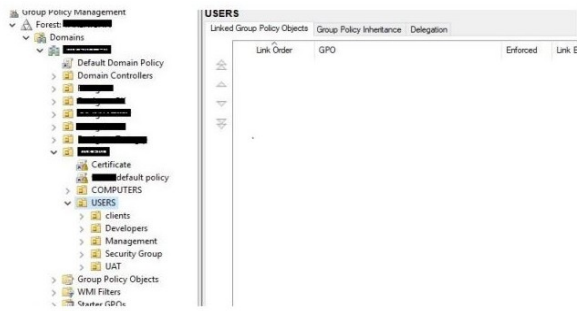 Group Policy Management
Forest:
Domains
Default Domain Policy
Domain Controllers
Certificate
default policy
COMPUTERS
USERS
clients
Developers
Management
Security Group
UAT
Group Policy Objects
WMI Filters
Starter GPOs
USERS
Linked Group Policy Objects Group Policy Inheritance Delegation
Link Order GPO Enforced Link E